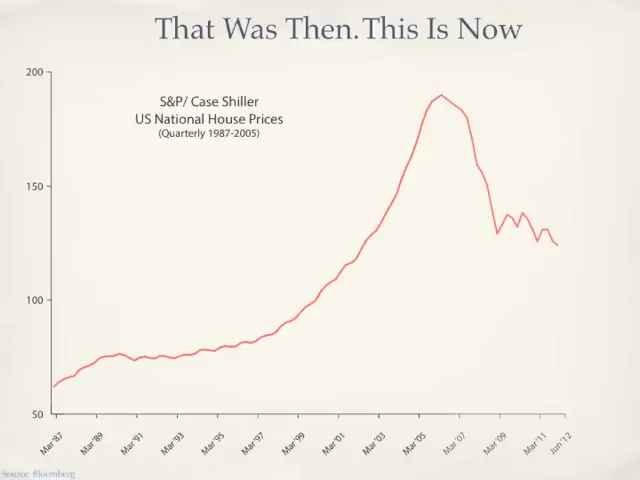 That Was Then. This Is Now
200
S&P/ Case Shiller
US National House Prices
(Quarterly 1987-2005)
150
100
50
Mar'87
Mar'89
Mar'91
Mar'93
Mar'95
Mar'97
Mar'99
Mar'01
Mar'03
Mar'05
Mar'07
Mar'09
Mar'11
Jun '12
Source: Bloomberg